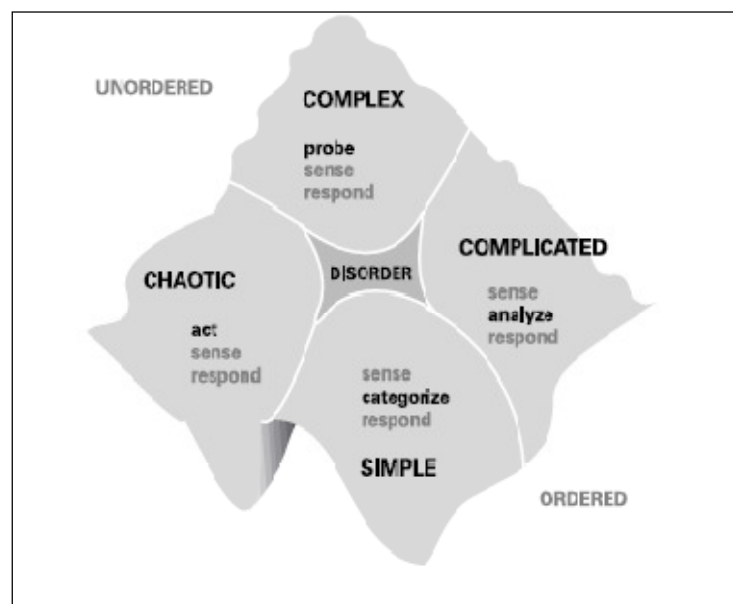 UNORDERED
COMPLEX
probe
sense
respond
COMPLICATED
sense
analyze
respond
DISORDER
CHAOTIC
act
sense
respond
sense
categorize
respond
SIMPLE
ORDERED